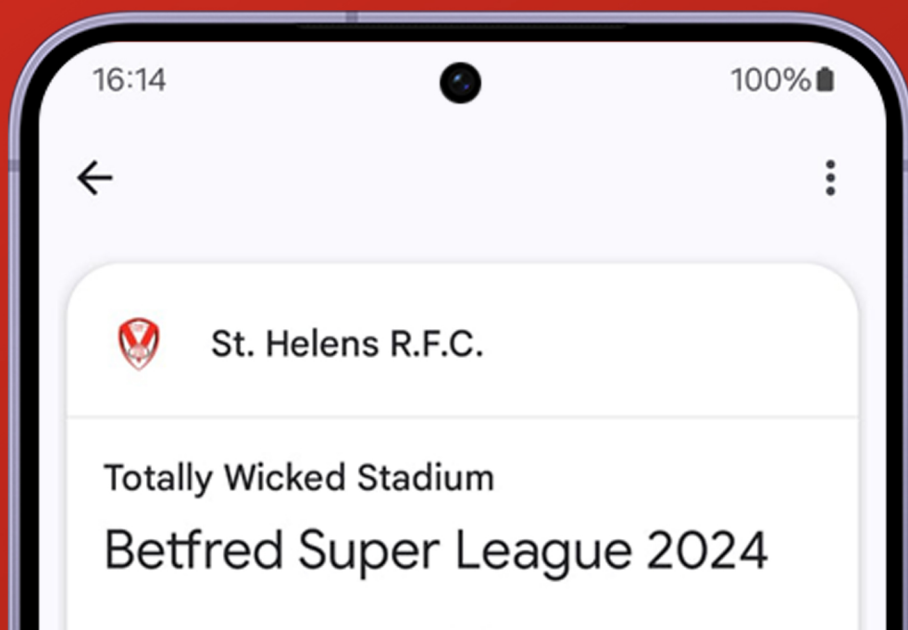 16:14
100%
St. Helens R.F.C.
Totally Wicked Stadium
Betfred Super League 2024